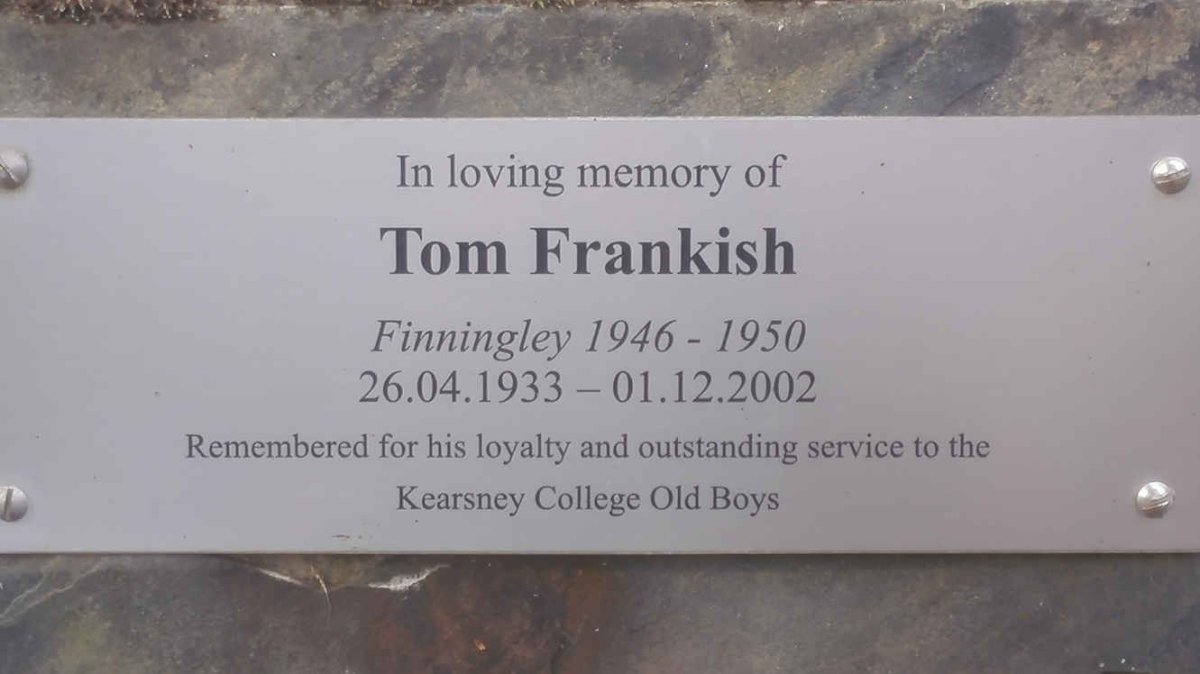 In loving memory of
Tom Frankish
Finningley 1946 - 1950
26.04.1933 – 01.12.2002
Remembered for his loyalty and outstanding service to the
Kearsney College Old Boys